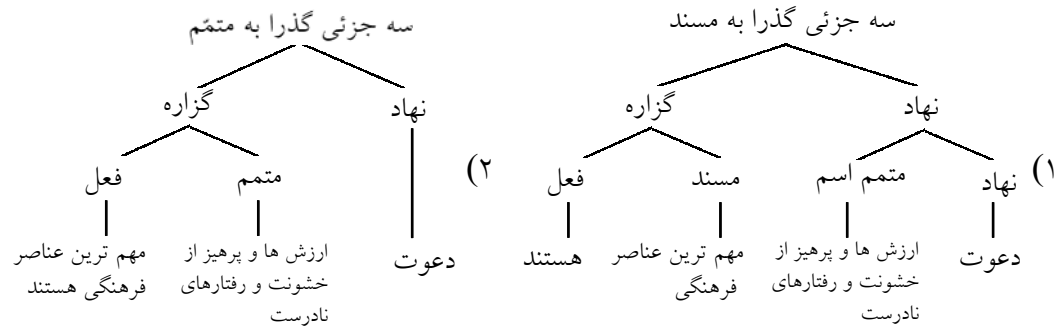 سه جزئی گذرا به مسند
نهاد
گزاره
۱)
نهاد
متمم اسم
مسند
فعل
دعوت
ارزش ها و پرهیز از
خشونت و رفتارهای
نادرست
مهم ترین عناصر
فرهنگی
هستند
سه جزئی گذرا به متمّم
نهاد
گزاره
۲)
متمم
فعل
دعوت
ارزش ها و پرهیز از
خشونت و رفتارهای
نادرست
مهم ترین عناصر
فرهنگی هستند